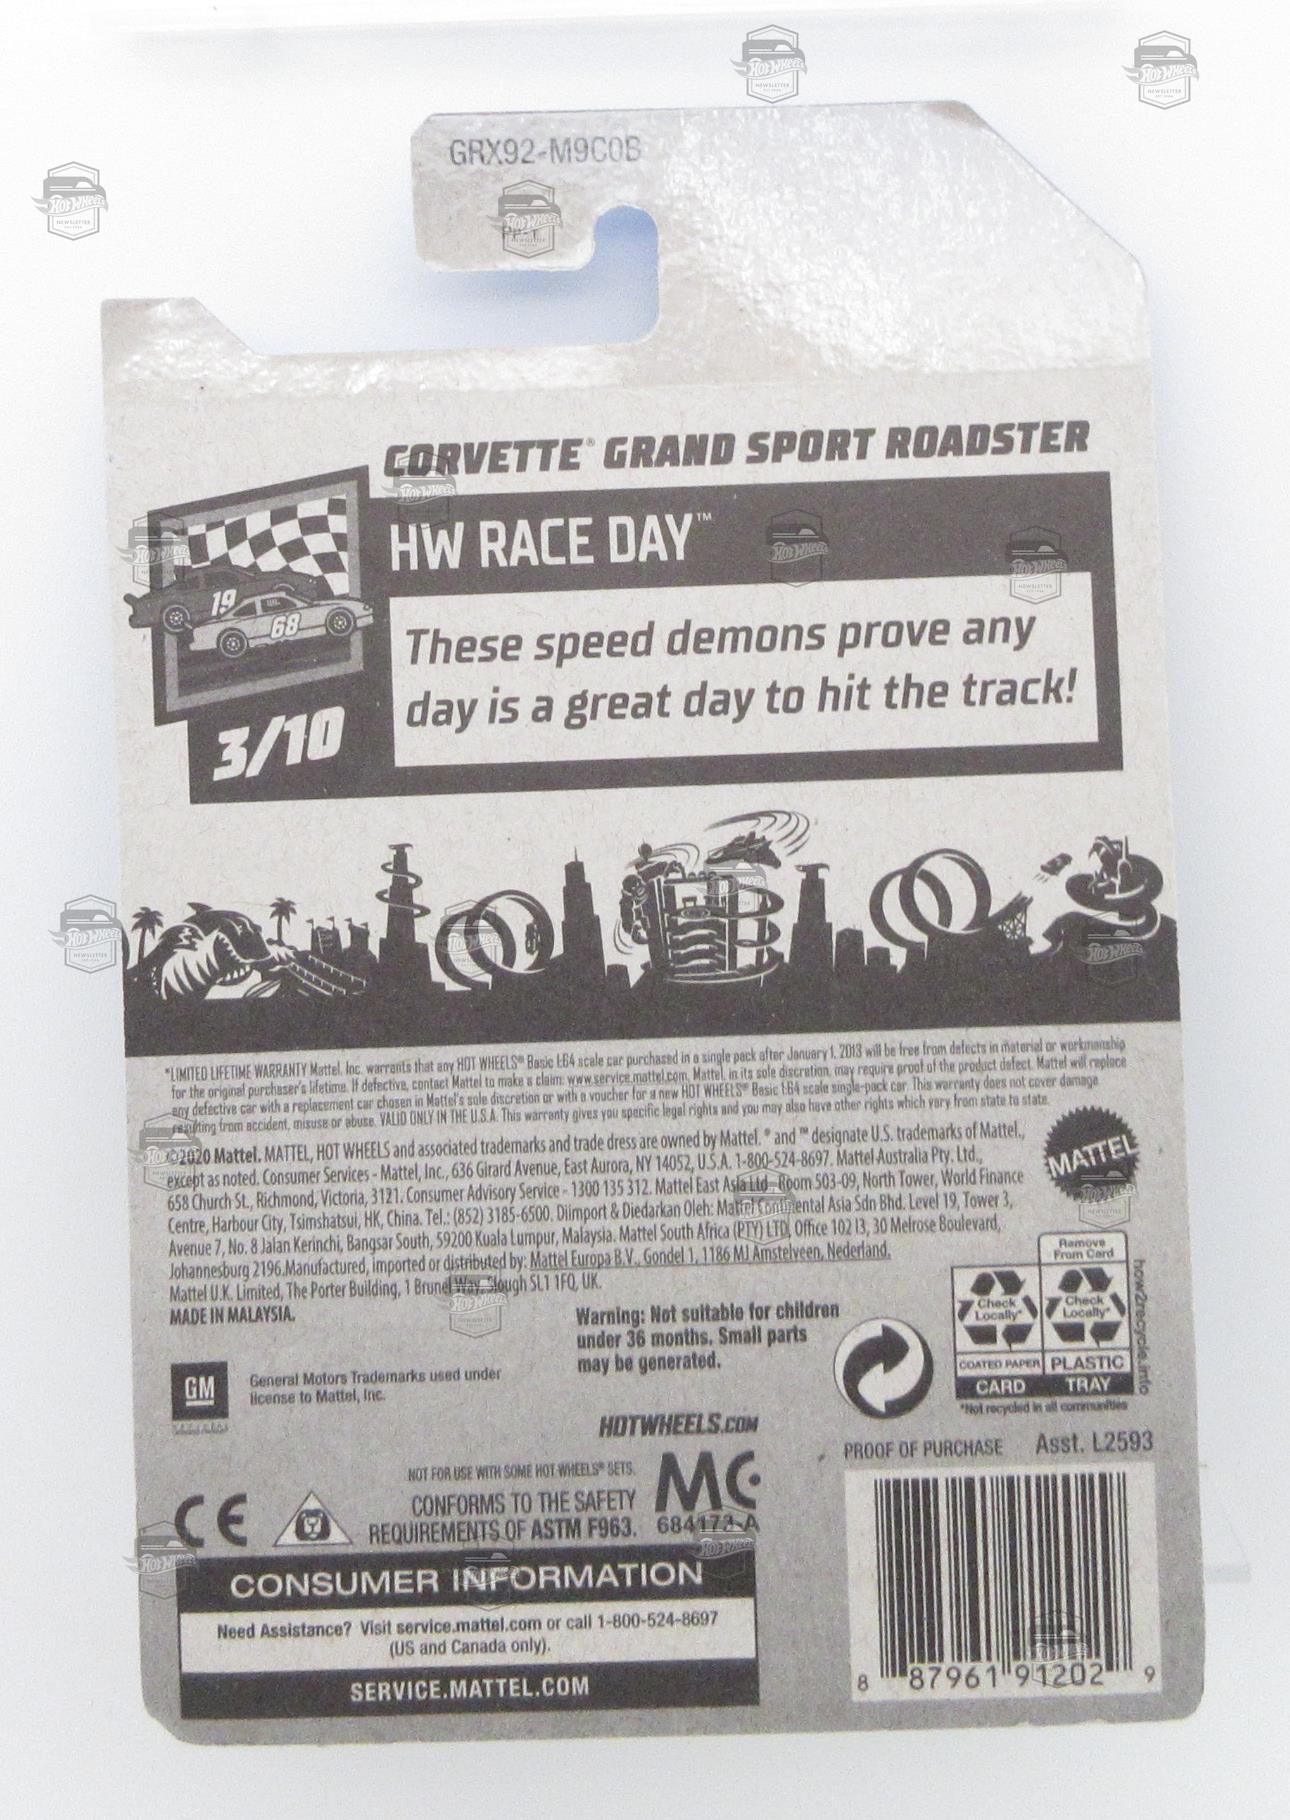 GRX92-M9C0B
PP-T
CORVETTE® GRAND SPORT ROADSTER
HW RACE DAY™
19
68
These speed demons prove any
day is a great day to hit the track!
3/10
*LIMITED LIFETIME WARRANTY Mattel, Inc. warrants that any HOT WHEELS® Basic 1:64 scale car purchased in a single pack after January 1, 2013 will be free from defects in material or workmanship
for the original purchaser's lifetime. If defective, contact Mattel to make a claim: www.service.mattel.com. Mattel, in its sole discretion, may require proof of the product defect. Mattel will replace
any defective car with a replacement car chosen in Mattel's sole discretion or with a voucher for a new HOT WHEELS® Basic 1:64 scale single-pack car. This warranty does not cover damage
resulting from accident, misuse or abuse. VALID ONLY IN THE U.S.A. This warranty gives you specific legal rights and you may also have other rights which vary from state to state.
©2020 Mattel. MATTEL, HOT WHEELS and associated trademarks and trade dress are owned by Mattel. ® and ™ designate U.S. trademarks of Mattel.,
except as noted. Consumer Services - Mattel, Inc., 636 Girard Avenue, East Aurora, NY 14052, U.S.A. 1-800-524-8697. Mattel Australia Pty. Ltd.,
658 Church St., Richmond, Victoria, 3121. Consumer Advisory Service - 1300 135 312. Mattel East Asia Ltd., Room 503-09, North Tower, World Finance
Centre, Harbour City, Tsimshatsui, HK, China. Tel.: (852) 3185-6500. Diimport & Diedarkan Oleh: Mattel Continental Asia Sdn Bhd. Level 19, Tower 3,
Avenue 7, No. 8 Jalan Kerinchi, Bangsar South, 59200 Kuala Lumpur, Malaysia. Mattel South Africa (PTY) LTD, Office 102 I3, 30 Melrose Boulevard,
Johannesburg 2196.Manufactured, imported or distributed by: Mattel Europa B.V., Gondel 1, 1186 MJ Amstelveen, Nederland.
Mattel U.K. Limited, The Porter Building, 1 Brunel Way, Slough SL1 1FQ, UK.
MADE IN MALAYSIA.
MATTEL
Warning: Not suitable for children
under 36 months. Small parts
may be generated.
Remove
From Card
Check
Locally*
Check
Locally*
COATED PAPER
PLASTIC
CARD
TRAY
*Not recycled in all communities
how2recycle.info
GM
General Motors Trademarks used under
license to Mattel, Inc.
HOTWHEELS.COM
PROOF OF PURCHASE
Asst. L2593
NOT FOR USE WITH SOME HOT WHEELS® SETS.
CE
CONFORMS TO THE SAFETY
REQUIREMENTS OF ASTM F963.
MC
684173-A
CONSUMER INFORMATION
Need Assistance? Visit service.mattel.com or call 1-800-524-8697
(US and Canada only).
SERVICE.MATTEL.COM
8 87961 91202 9
Hot Wheels
NEWSLETTER